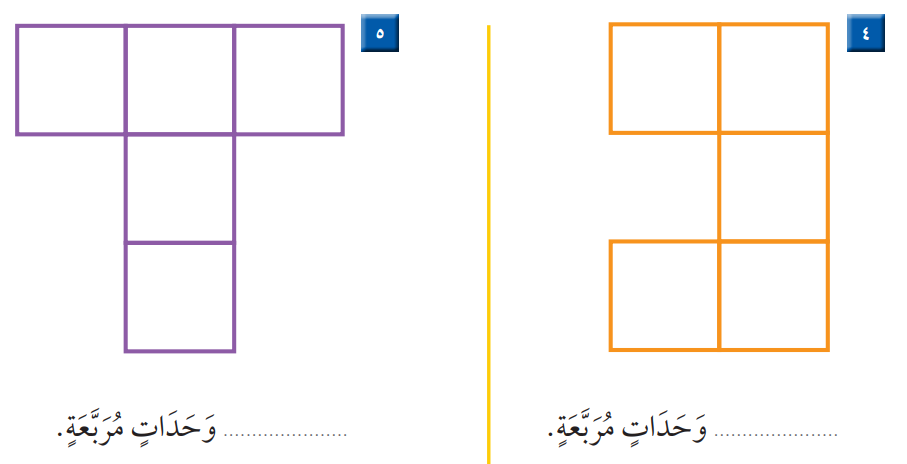 ٤
..................... وَحَدَاتٍ مُرَبَّعَةٍ.
٥
..................... وَحَدَاتٍ مُرَبَّعَةٍ.